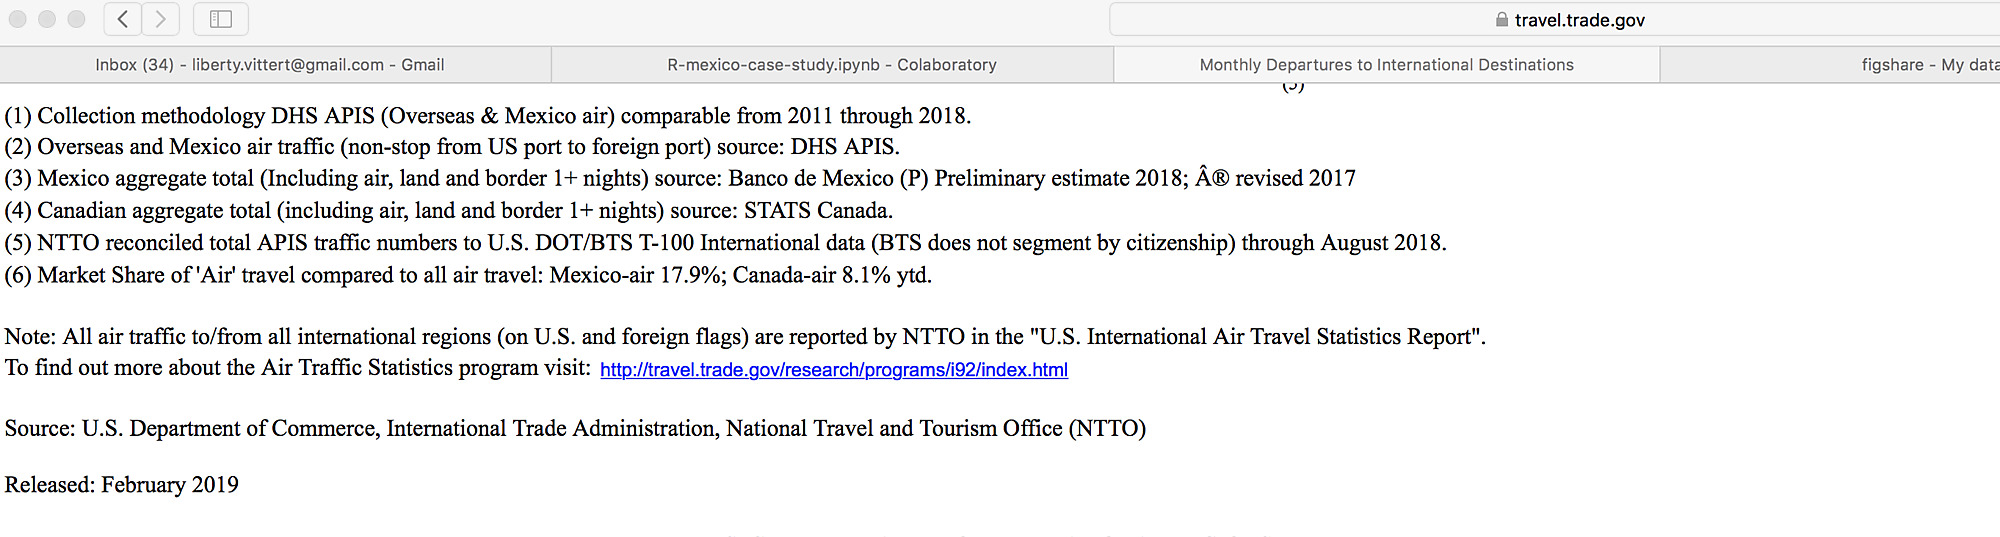 travel.trade.gov
Inbox (34) - liberty.vittert@gmail.com - Gmail
R-mexico-case-study.ipynb - Colaboratory
Monthly Departures to International Destinations
figshare - My data
(5)
(1) Collection methodology DHS APIS (Overseas & Mexico air) comparable from 2011 through 2018.
(2) Overseas and Mexico air traffic (non-stop from US port to foreign port) source: DHS APIS.
(3) Mexico aggregate total (Including air, land and border 1+ nights) source: Banco de Mexico (P) Preliminary estimate 2018; Â® revised 2017
(4) Canadian aggregate total (including air, land and border 1+ nights) source: STATS Canada.
(5) NTTO reconciled total APIS traffic numbers to U.S. DOT/BTS T-100 International data (BTS does not segment by citizenship) through August 2018.
(6) Market Share of 'Air' travel compared to all air travel: Mexico-air 17.9%; Canada-air 8.1% ytd.
Note: All air traffic to/from all international regions (on U.S. and foreign flags) are reported by NTTO in the "U.S. International Air Travel Statistics Report".
To find out more about the Air Traffic Statistics program visit: http://travel.trade.gov/research/programs/i92/index.html
Source: U.S. Department of Commerce, International Trade Administration, National Travel and Tourism Office (NTTO)
Released: February 2019